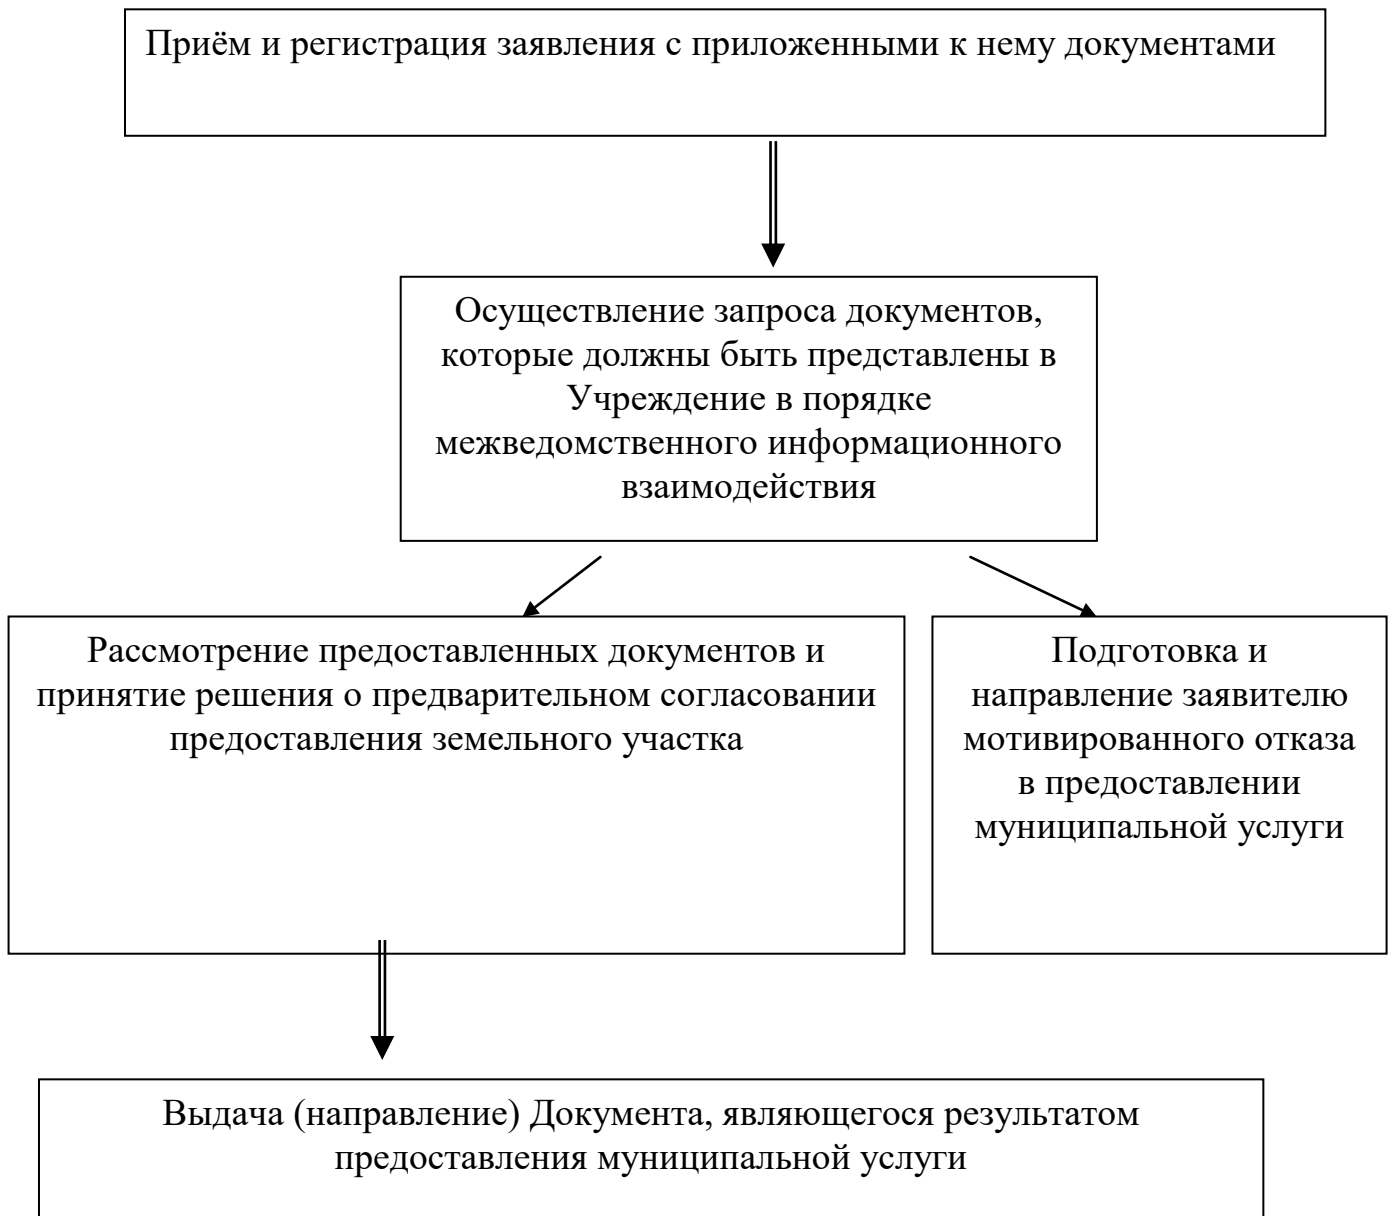 Приём и регистрация заявления с приложенными к нему документами
Осуществление запроса документов,
которые должны быть представлены в
Учреждение в порядке
межведомственного информационного
взаимодействия
Рассмотрение предоставленных документов и
принятие решения о предварительном согласовании
предоставления земельного участка
Подготовка и
направление заявителю
мотивированного отказа
в предоставлении
муниципальной услуги
Выдача (направление) Документа, являющегося результатом
предоставления муниципальной услуги